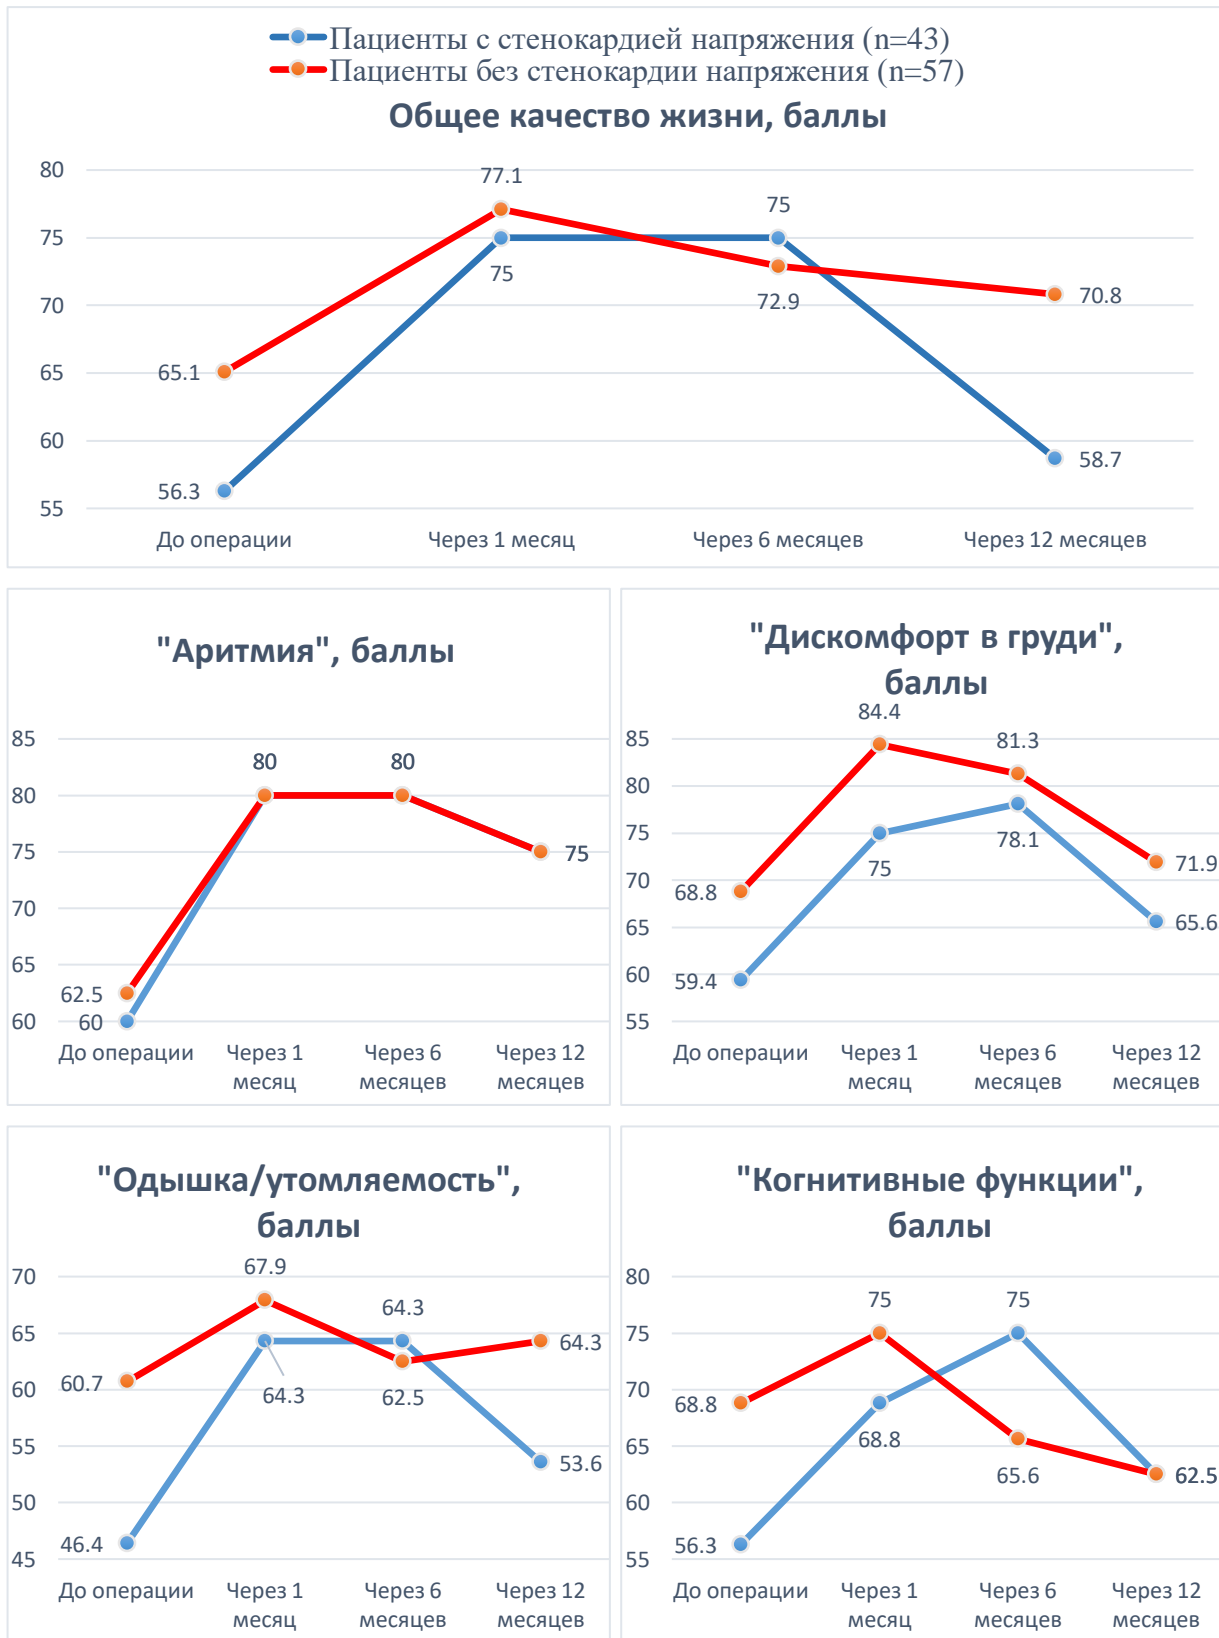 Пациенты с стенокардией напряжения (n=43)
Пациенты без стенокардии напряжения (n=57)
Общее качество жизни, баллы
80
77.1
75
75
75
72.9
70
70.8
65
65.1
60
58.7
56.3
55
До операции
Через 1 месяц
Через 6 месяцев
Через 12 месяцев
"Аритмия", баллы
85
80
80
80
75
75
70
65
62.5
60
60
До операции
Через 1
месяц
Через 6
месяцев
Через 12
месяцев
"Дискомфорт в груди",
баллы
84.4
85
81.3
80
78.1
75
75
71.9
70
68.8
65
65.6
60
59.4
55
До операции
Через 1
месяц
Через 6
месяцев
Через 12
месяцев
"Одышка/утомляемость",
баллы
67.9
70
64.3
65
64.3
60
60.7
64.3
62.5
55
53.6
50
46.4
45
До операции
Через 1
месяц
Через 6
месяцев
Через 12
месяцев
"Когнитивные функции",
баллы
80
75
75
75
70
68.8
68.8
65
65.6
62.5
60
56.3
55
До операции
Через 1
месяц
Через 6
месяцев
Через 12
месяцев